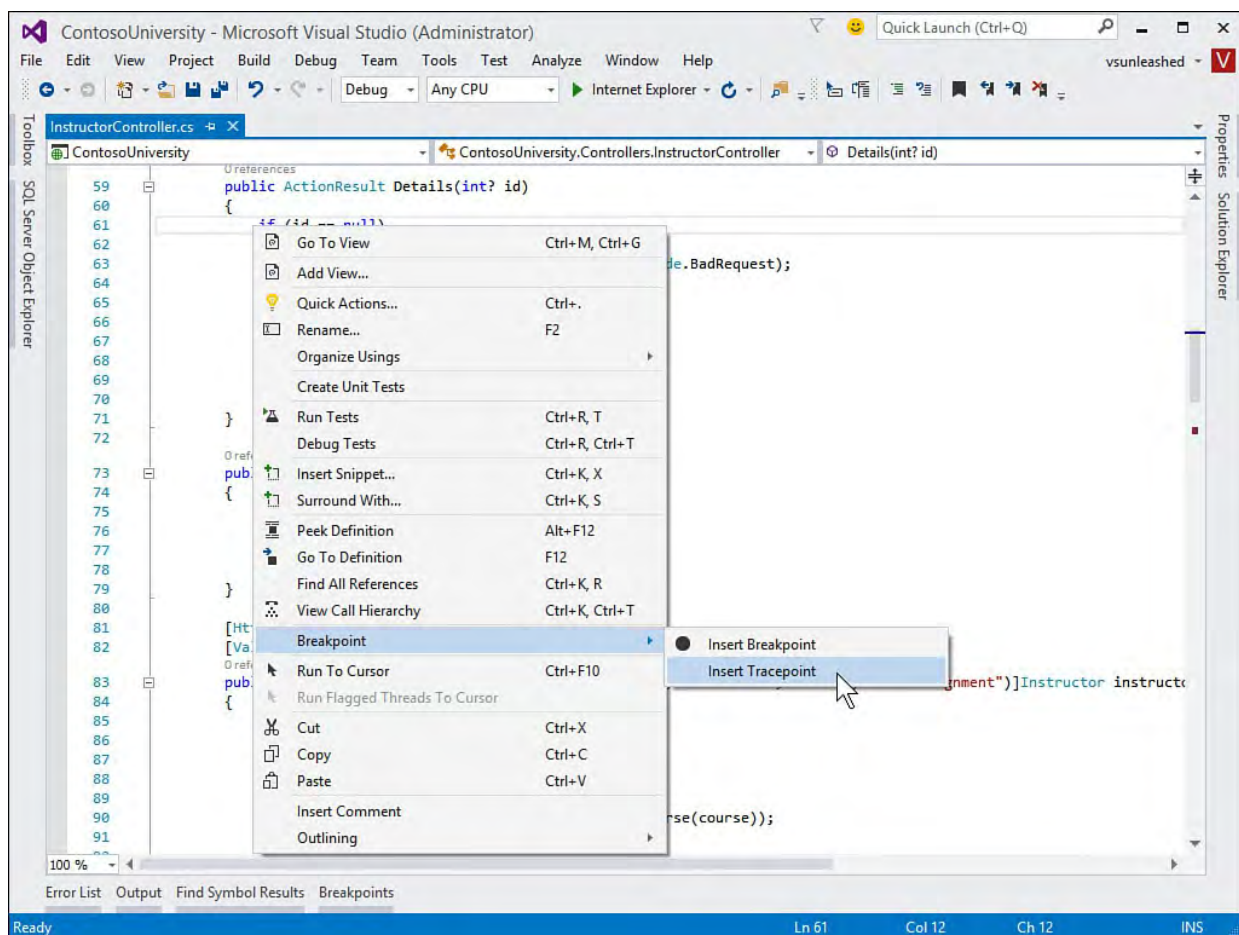 ContosoUniversity - Microsoft Visual Studio (Administrator)
Quick Launch (Ctrl+Q)
File Edit View Project Build Debug Team Tools Test Analyze Window Help
vsunleashed
V
Debug
Any CPU
Internet Explorer
Toolbox
SQL Server Object Explorer
InstructorController.cs
Properties
Solution Explorer
ContosoUniversity
ContosoUniversity.Controllers.InstructorController
Details(int? id)
0 references
59 public ActionResult Details(int? id)
60 {
61 if (id == null)
62
63 de.BadRequest);
64
65
66
67
68
69
70
71 }
72
0 refe
73 pub
74 {
75
76
77
78
79 }
80
81 [Ht
82 [Va
0 refe
83 pub gnment")]Instructor instructo
84 {
85
86
87
88
89
90 rse(course));
91
Go To View Ctrl+M, Ctrl+G
Add View...
Quick Actions... Ctrl+.
Rename... F2
Organize Usings
Create Unit Tests
Run Tests Ctrl+R, T
Debug Tests Ctrl+R, Ctrl+T
Insert Snippet... Ctrl+K, X
Surround With... Ctrl+K, S
Peek Definition Alt+F12
Go To Definition F12
Find All References Ctrl+K, R
View Call Hierarchy Ctrl+K, Ctrl+T
Breakpoint
Insert Breakpoint
Insert Tracepoint
Run To Cursor Ctrl+F10
Run Flagged Threads To Cursor
Cut Ctrl+X
Copy Ctrl+C
Paste Ctrl+V
Insert Comment
Outlining
100 %
Error List Output Find Symbol Results Breakpoints
Ready Ln 61 Col 12 Ch 12 INS